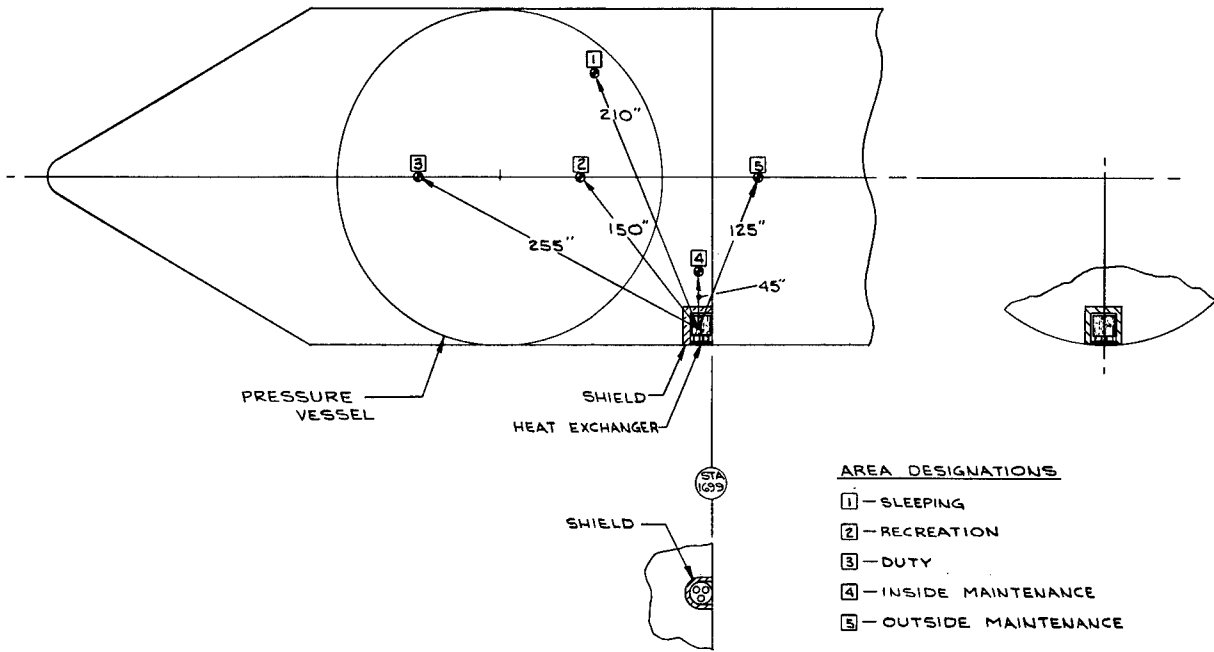 1
210"
3
2
5
255"
150"
125"
4
45"
PRESSURE
VESSEL
SHIELD
HEAT EXCHANGER
STA
1699
SHIELD
AREA DESIGNATIONS
1 - SLEEPING
2 - RECREATION
3 - DUTY
4 - INSIDE MAINTENANCE
5 - OUTSIDE MAINTENANCE